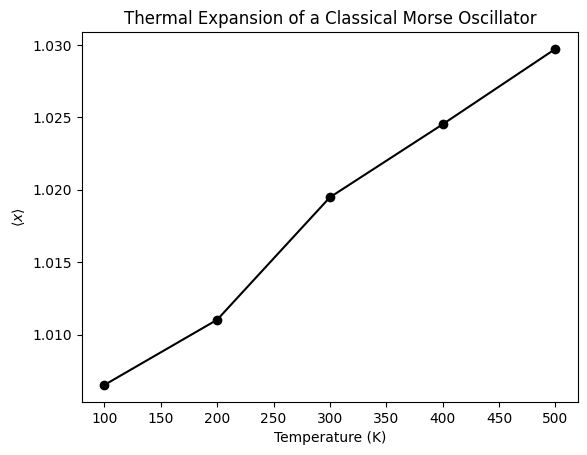 Thermal Expansion of a Classical Morse Oscillator
1.030
1.025
1.020
1.015
1.010
⟨x⟩
100 150 200 250 300 350 400 450 500
Temperature (K)